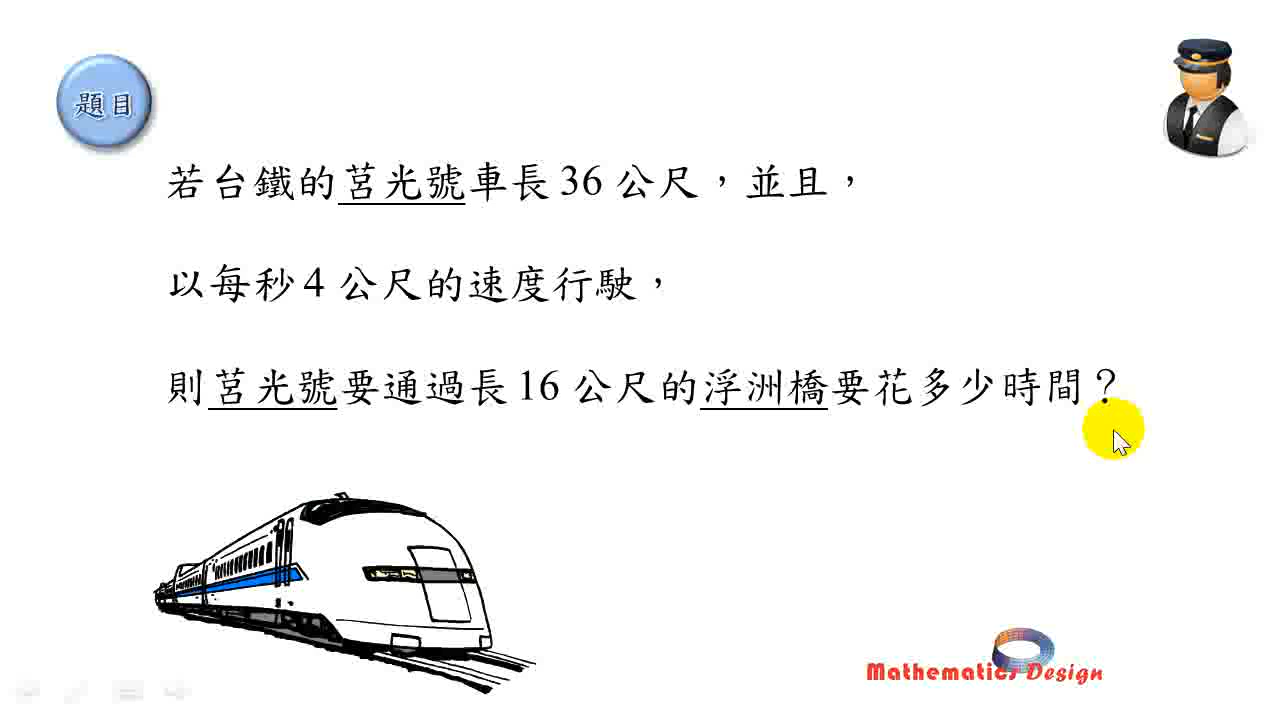 題目
若台鐵的莒光號車長36公尺，並且，
以每秒4公尺的速度行駛，
則莒光號要通過長16公尺的浮洲橋要花多少時間？
Mathematics Design